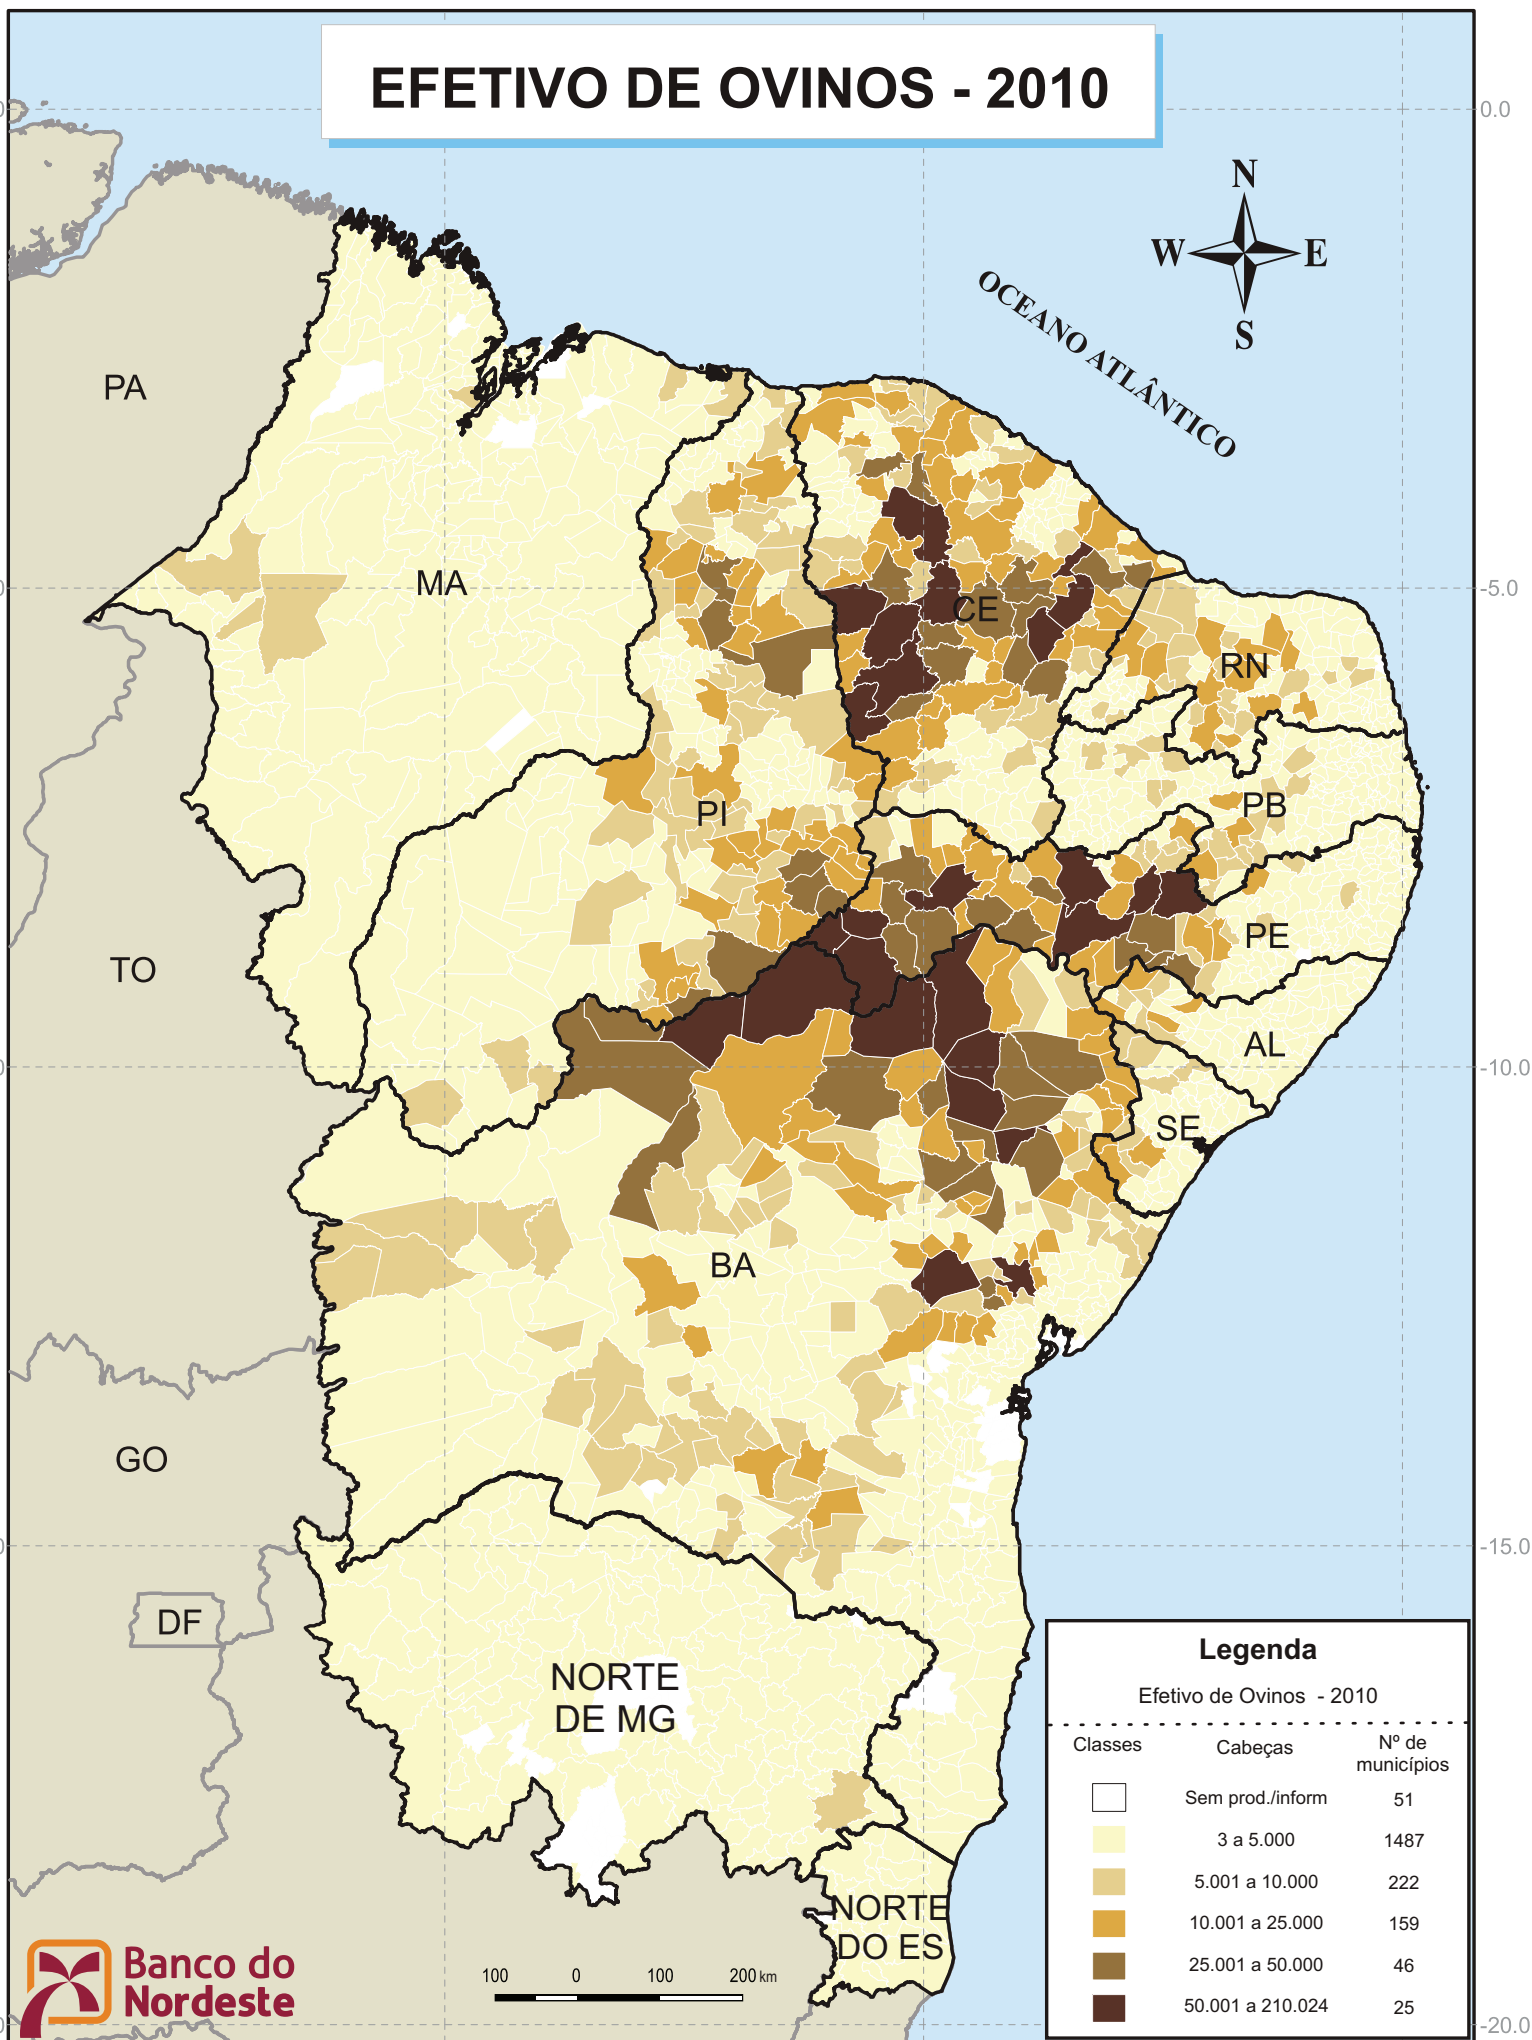 EFETIVO DE OVINOS - 2010
0.0
N
W
E
S
OCEANO ATLÂNTICO
PA
MA
CE
-5.0
RN
PI
PB
PE
TO
AL
-10.0
SE
BA
GO
-15.0
DF
NORTE
DE MG
NORTE
DO ES
Legenda
Efetivo de Ovinos - 2010
Classes Cabeças Nº de
municípios
Sem prod./inform 51
3 a 5.000 1487
5.001 a 10.000 222
10.001 a 25.000 159
25.001 a 50.000 46
50.001 a 210.024 25
Banco do
Nordeste
100 0 100 200 km
-20.0